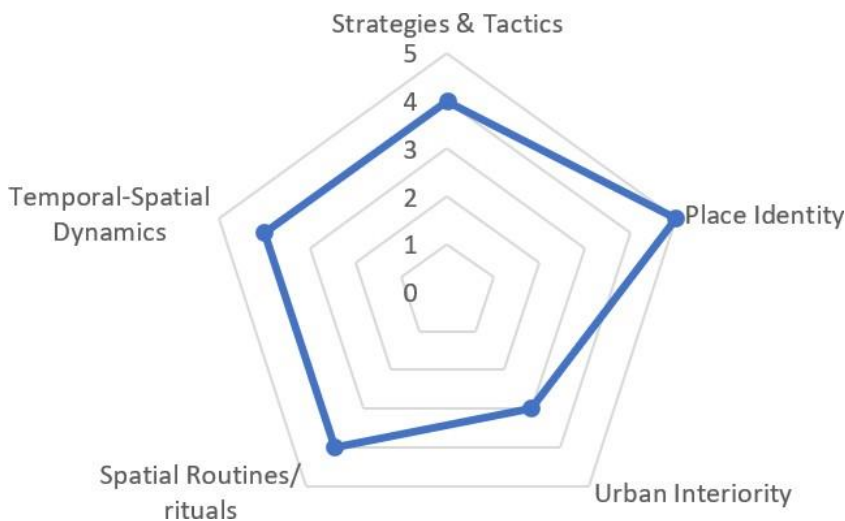 Strategies & Tactics
5
4
3
2
1
0
Place Identity
Urban Interiority
Spatial Routines/
rituals
Temporal-Spatial
Dynamics